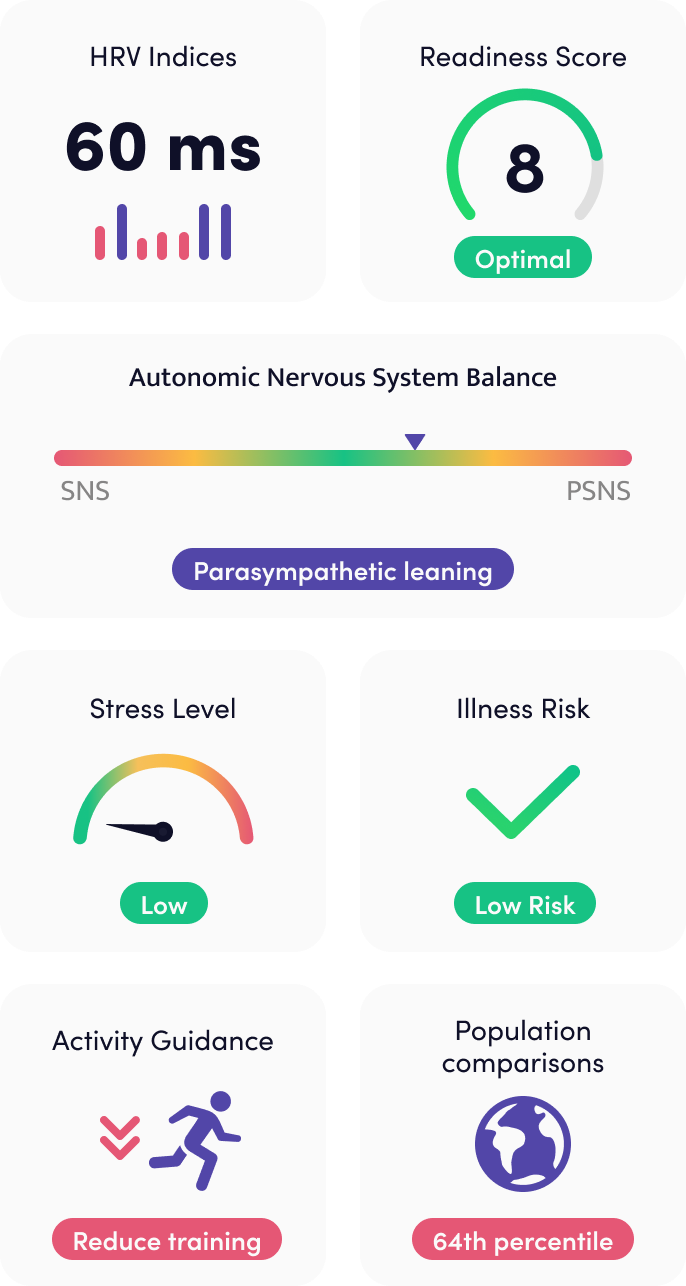 HRV Indices
60 ms
Readiness Score
8
Optimal
Autonomic Nervous System Balance
SNS
PSNS
Parasympathetic leaning
Stress Level
Low
Illness Risk
Low Risk
Activity Guidance
Reduce training
Population
comparisons
64th percentile